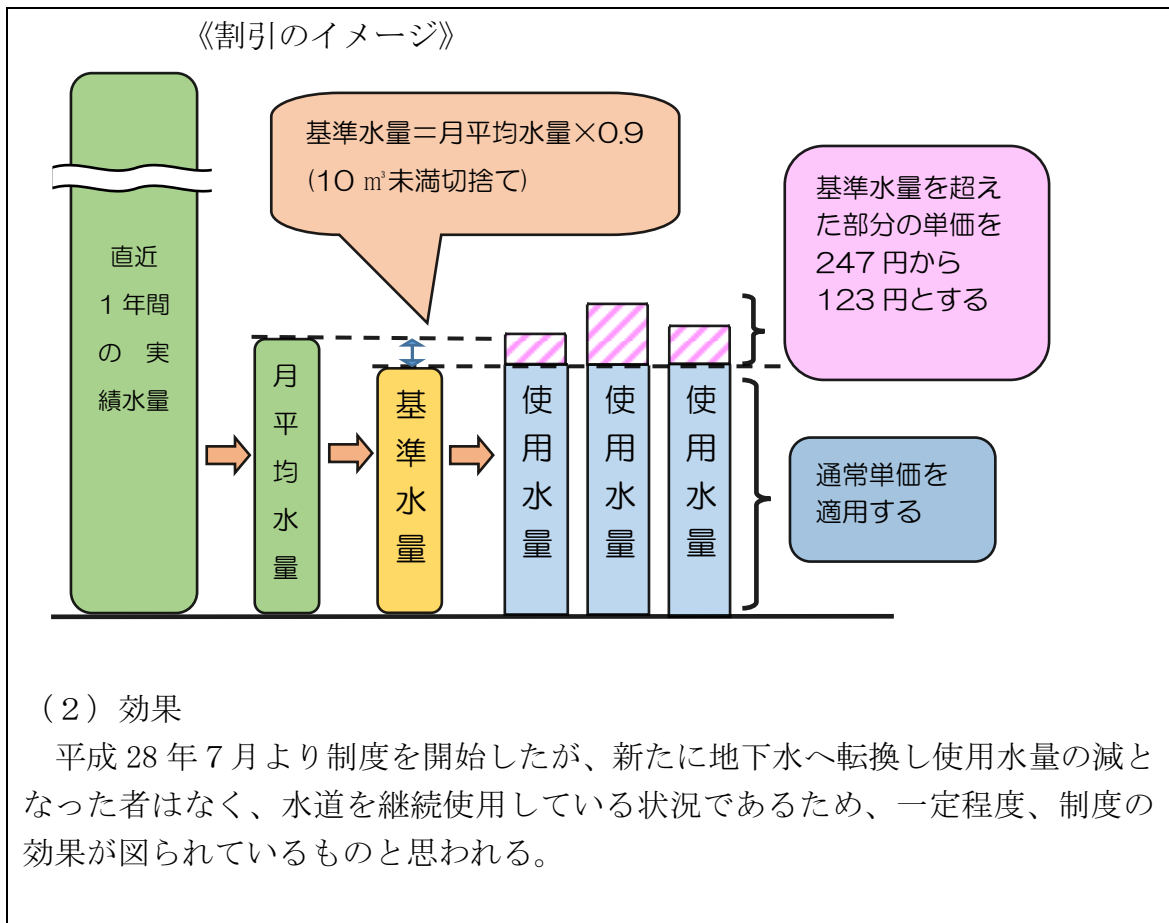 《割引のイメージ》
基準水量＝月平均水量×0.9
(10 ㎥未満切捨て)
基準水量を超え
た部分の単価を
247 円から
123 円とする
直近
１年間
の 実
績水量
月平均水量
基準水量
使用水量
使用水量
使用水量
通常単価を
適用する
（２）効果
平成 28 年７月より制度を開始したが、新たに地下水へ転換し使用水量の減と
なった者はなく、水道を継続使用している状況であるため、一定程度、制度の
効果が図られているものと思われる。